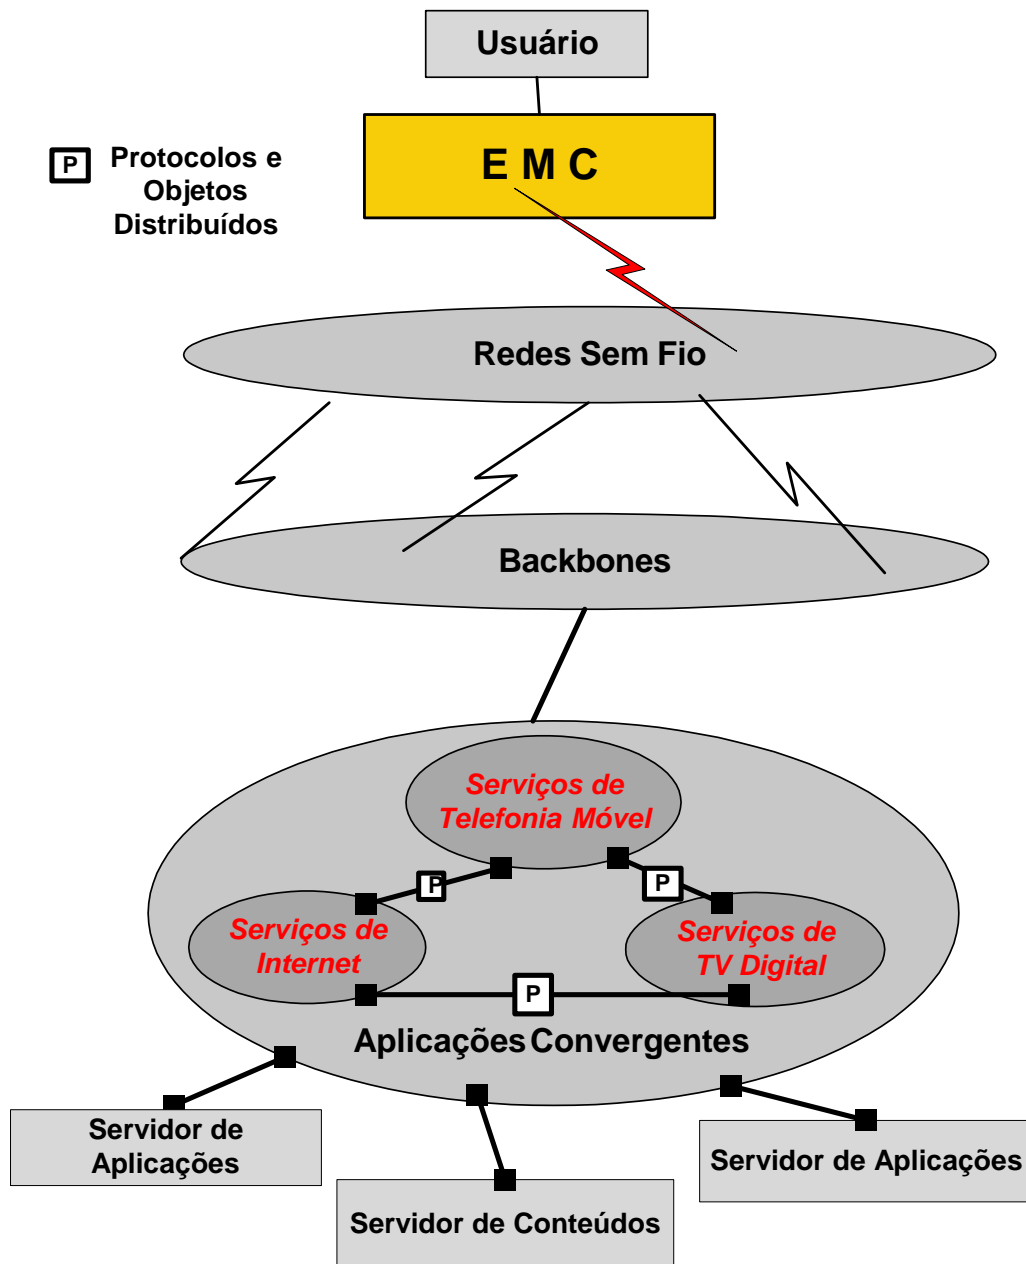 Usuário
E M C
P
Protocolos e
Objetos
Distribuídos
Redes Sem Fio
Backbones
Serviços de
Telefonia Móvel
P
P
Serviços de
Internet
Serviços de
TV Digital
P
Aplicações Convergentes
Servidor de
Aplicações
Servidor de Conteúdos
Servidor de Aplicações